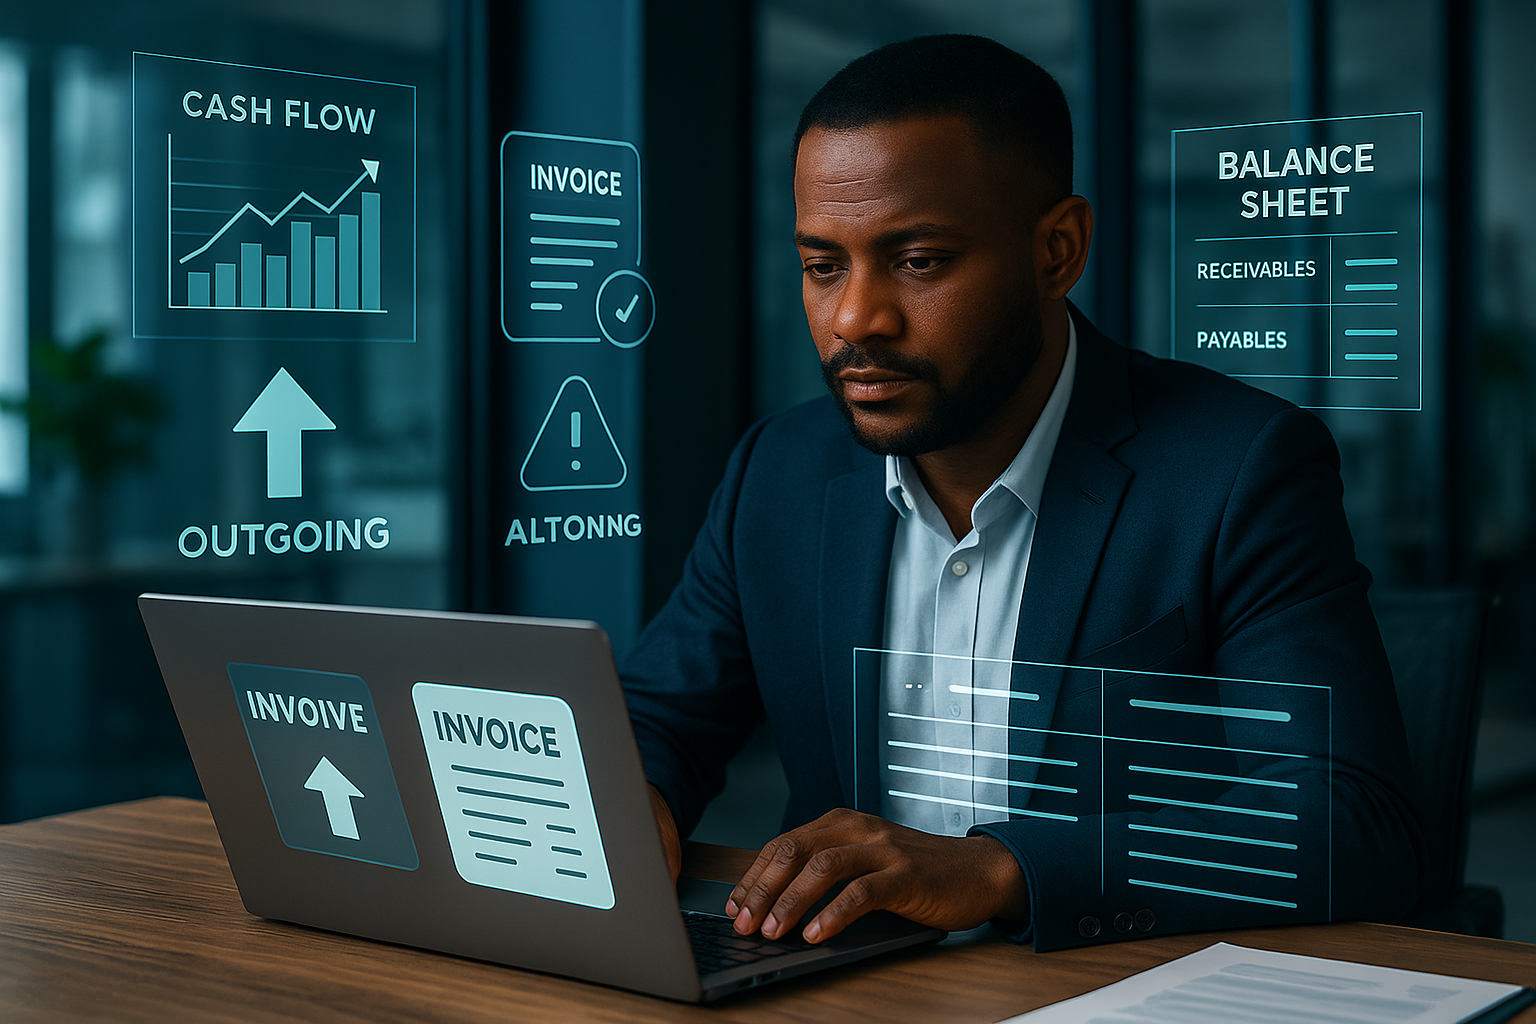 CASH FLOW
INVOICE
BALANCE
SHEET
RECEIVABLES
PAYABLES
OUTGOING
ALTONNG
INVOIVE
INVOICE